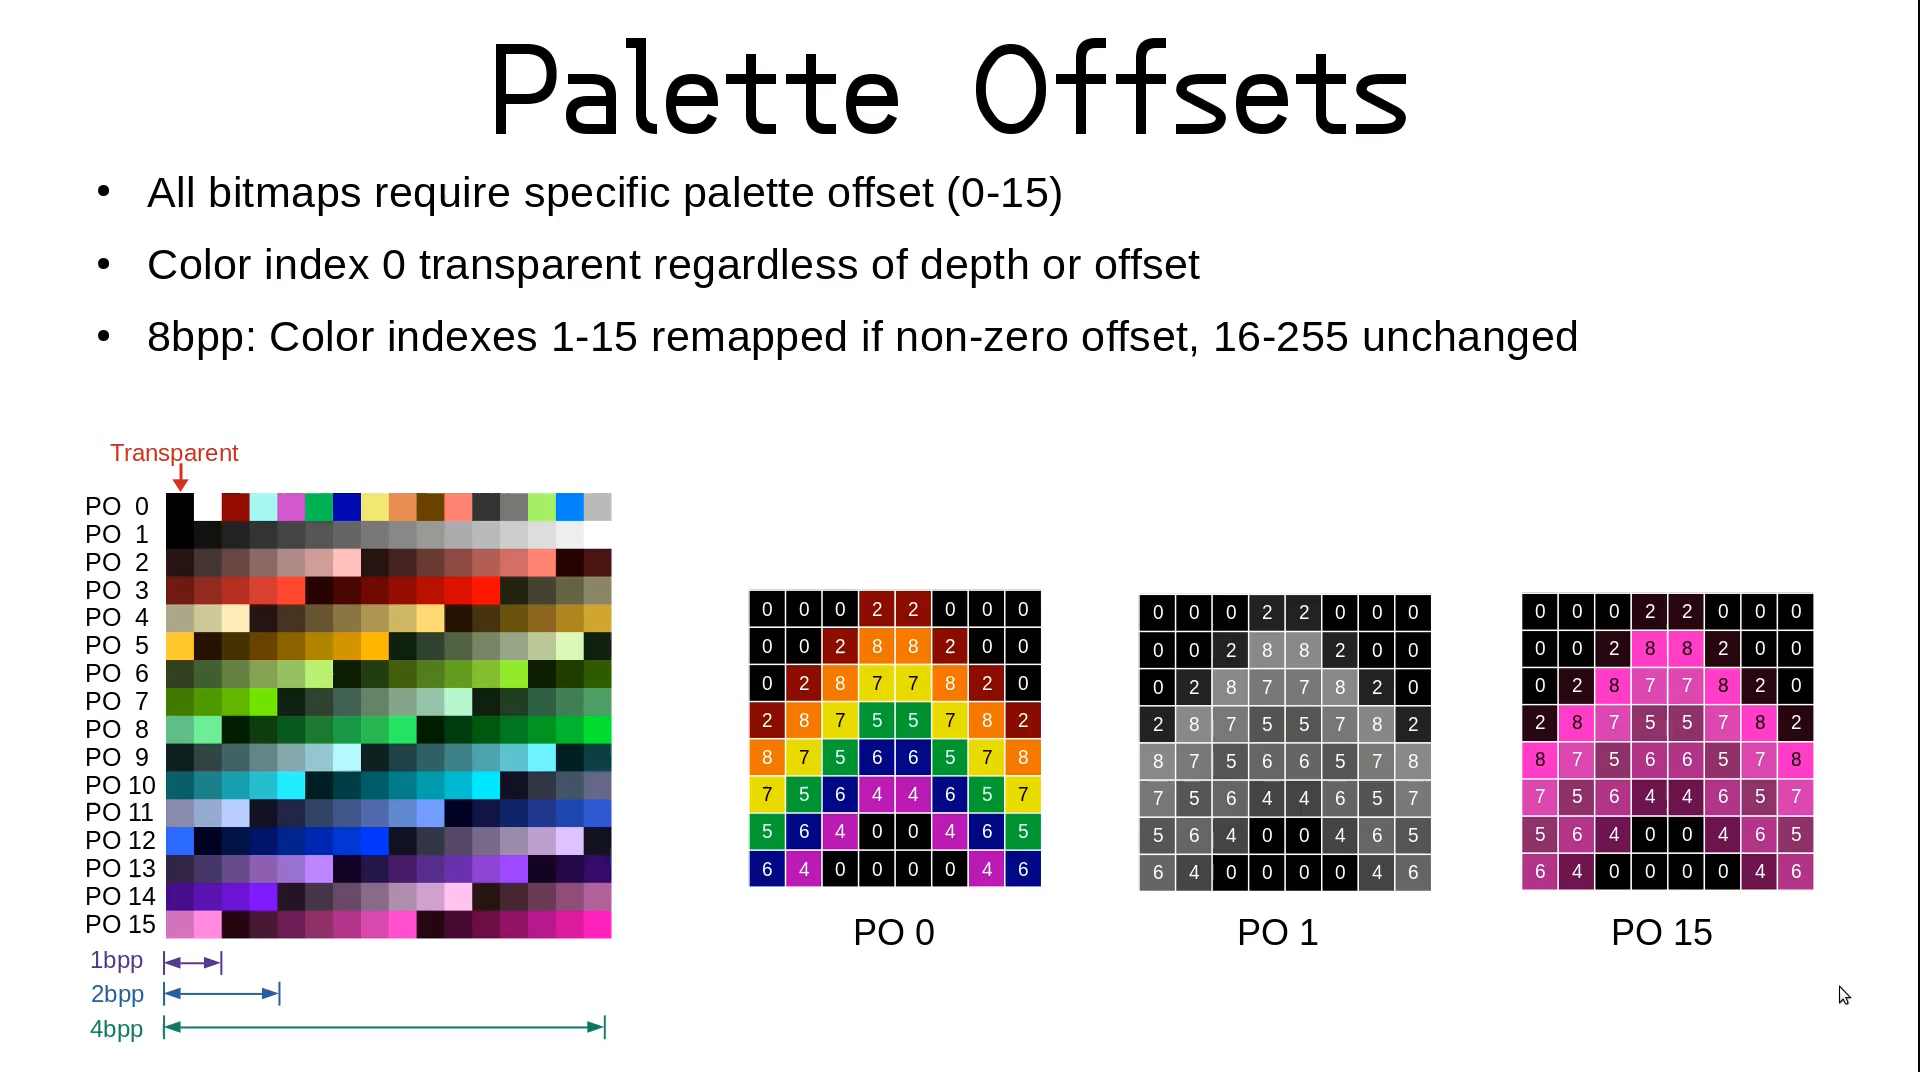 Palette Offsets
• All bitmaps require specific palette offset (0-15)
• Color index 0 transparent regardless of depth or offset
• 8bpp: Color indexes 1-15 remapped if non-zero offset, 16-255 unchanged
Transparent
PO 0
PO 1
PO 2
PO 3
PO 4
PO 5
PO 6
PO 7
PO 8
PO 9
PO 10
PO 11
PO 12
PO 13
PO 14
PO 15
1bpp
2bpp
4bpp
0 0 0 2 2 0 0 0
0 0 2 8 8 2 0 0
0 2 8 7 7 8 2 0
2 8 7 5 5 7 8 2
8 7 5 6 6 5 7 8
7 5 6 4 4 6 5 7
5 6 4 0 0 4 6 5
6 4 0 0 0 0 4 6
PO 0
0 0 0 2 2 0 0 0
0 0 2 8 8 2 0 0
0 2 8 7 7 8 2 0
2 8 7 5 5 7 8 2
8 7 5 6 6 5 7 8
7 5 6 4 4 6 5 7
5 6 4 0 0 4 6 5
6 4 0 0 0 0 4 6
PO 1
0 0 0 2 2 0 0 0
0 0 2 8 8 2 0 0
0 2 8 7 7 8 2 0
2 8 7 5 5 7 8 2
8 7 5 6 6 5 7 8
7 5 6 4 4 6 5 7
5 6 4 0 0 4 6 5
6 4 0 0 0 0 4 6
PO 15